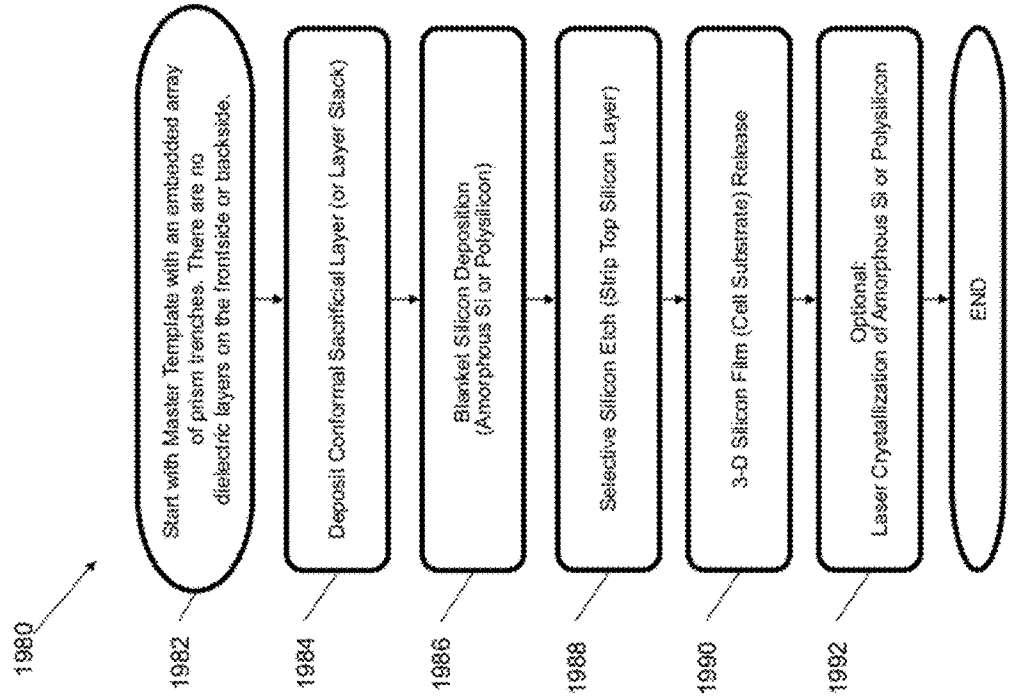 1980
1982
Start with Master Template with an embedded array
of prism trenches. There are no
dielectric layers on the frontside or backside.
1984
Deposit Conformal Sacrificial Layer (or Layer Stack)
1986
Blanket Silicon Deposition
(Amorphous Si or Polysilicon)
1988
Selective Silicon Etch (Strip Top Silicon Layer)
1990
3-D Silicon Film (Cell Substrate) Release
1992
Optional:
Laser Crystallization of Amorphous Si or Polysilicon
END